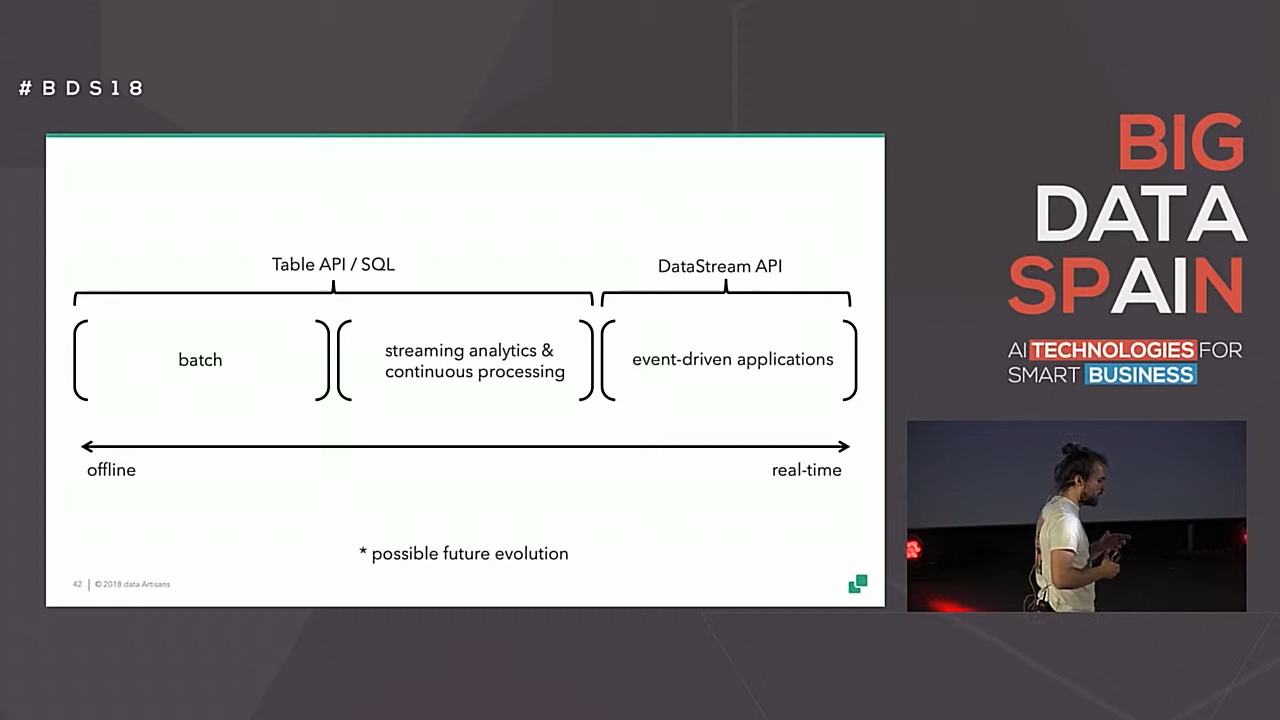 #BDS18
Table API / SQL
DataStream API
batch
streaming analytics &
continuous processing
event-driven applications
offline
real-time
* possible future evolution
42 | © 2018 data Artisans
BIG
DATA
SPAIN
AI TECHNOLOGIES FOR
SMART BUSINESS